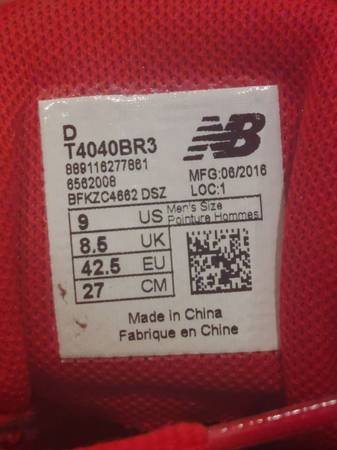 D
T4040BR3
NB
889116277861
6562008
MFG:06/2016
BFKZC4662 DSZ
LOC:1
9 US Men's Size
Pointure Hommes
8.5 UK
42.5 EU
27 CM
Made in China
Fabrique en Chine